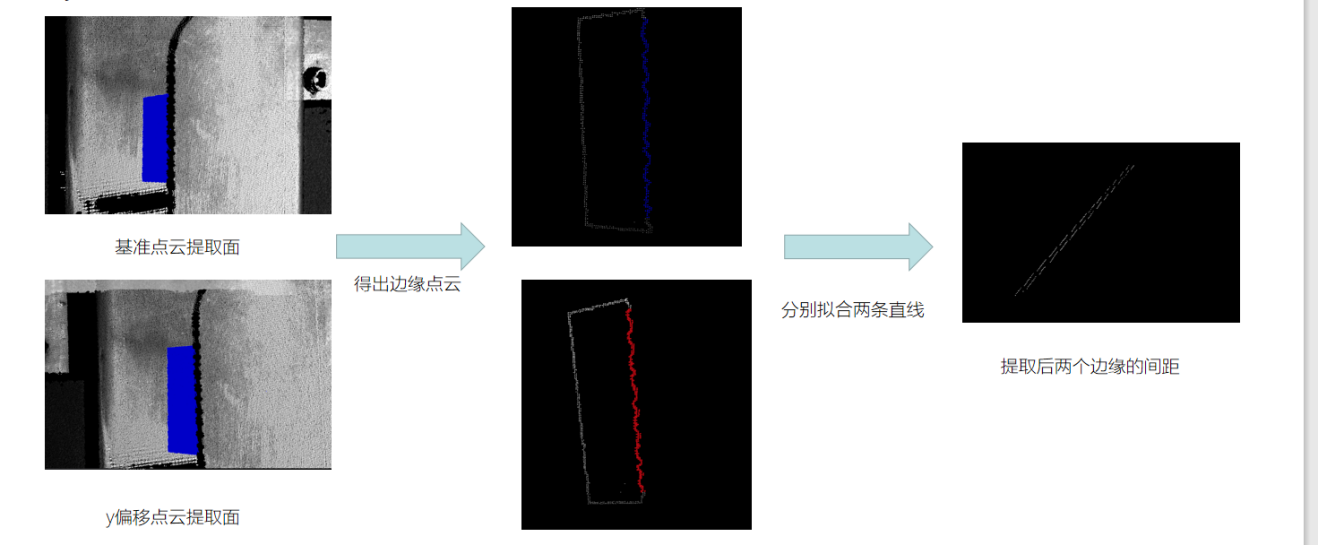 基准点云提取面
得出边缘点云
分别拟合两条直线
提取后两个边缘的间距
y偏移点云提取面